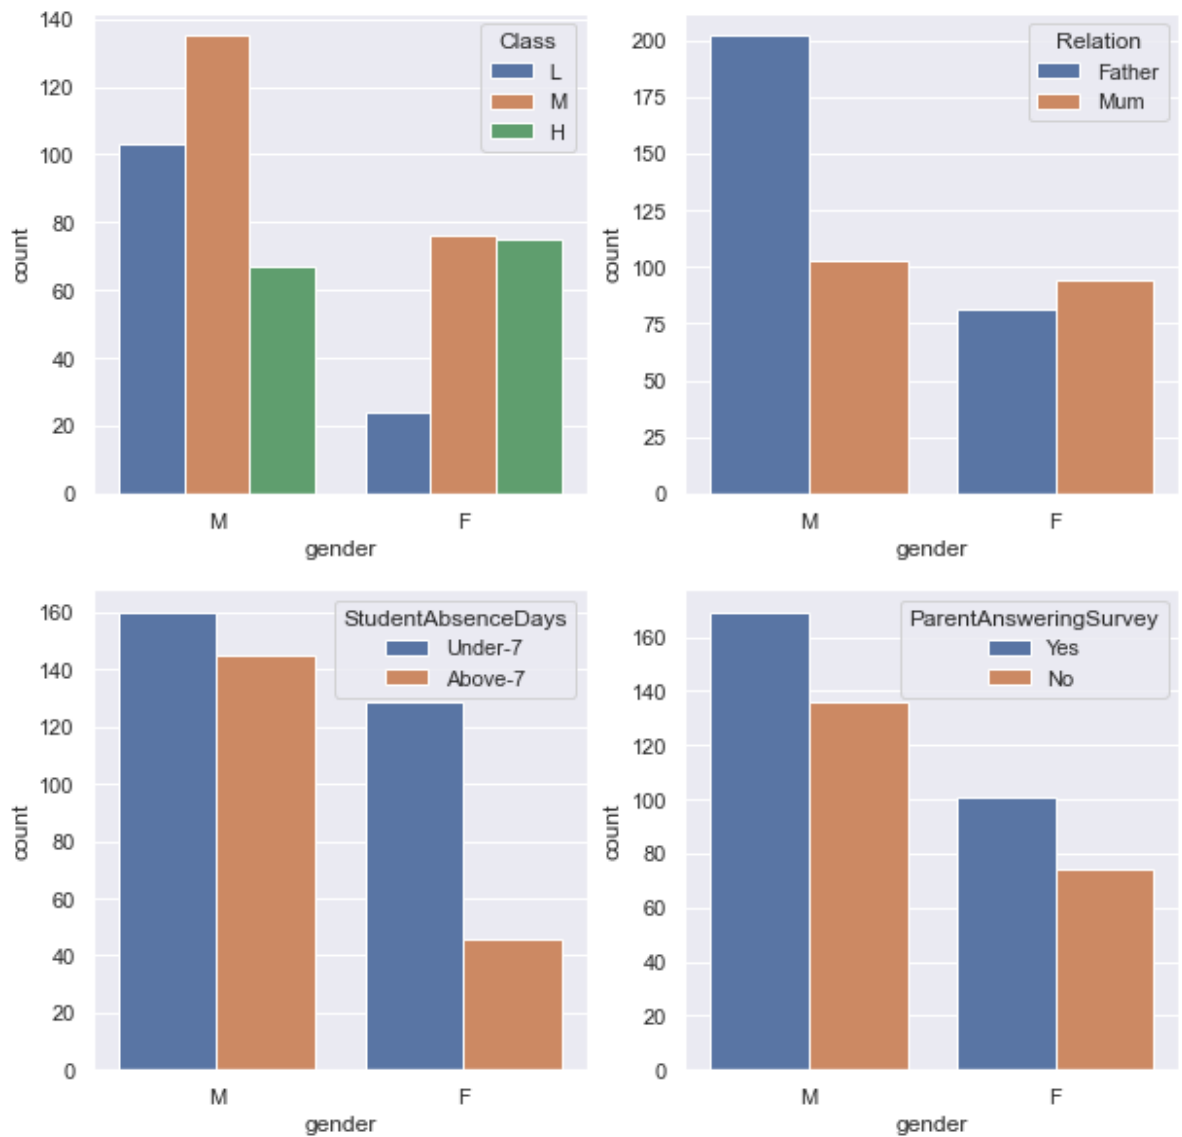 140
120
100
80
60
40
20
0
count
M
F
gender
Class
L
M
H
200
175
150
125
100
75
50
25
0
count
M
F
gender
Relation
Father
Mum
160
140
120
100
80
60
40
20
0
count
M
F
gender
StudentAbsenceDays
Under-7
Above-7
160
140
120
100
80
60
40
20
0
count
M
F
gender
ParentAnsweringSurvey
Yes
No